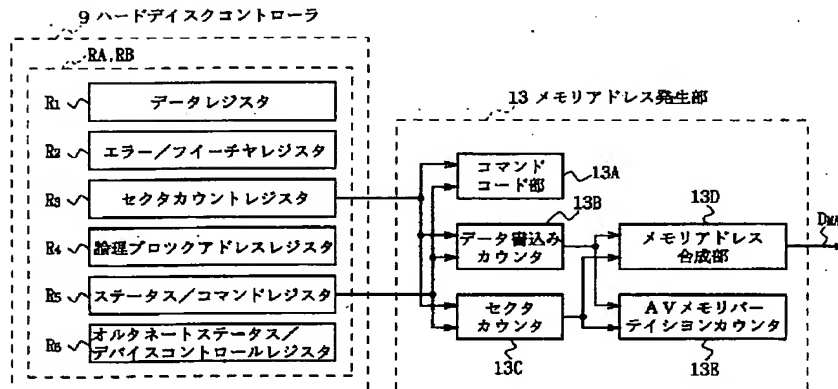 9 ハードデイスクコントローラ
RA,RB
R1 データレジスタ
R2 エラー/フイーチヤレジスタ
R3 セクタカウントレジスタ
R4 論理ブロックアドレスレジスタ
R5 ステータス/コマンドレジスタ
R6 オルタネートステータス/
デバイスコントロールレジスタ
13 メモリアドレス発生部
コマンド
コード部
13A
13B
データ書込み
カウンタ
セクタ
カウンタ
13C
13D
メモリアドレス
合成部
DMA
AVメモリパー
テイションカウンタ
13E